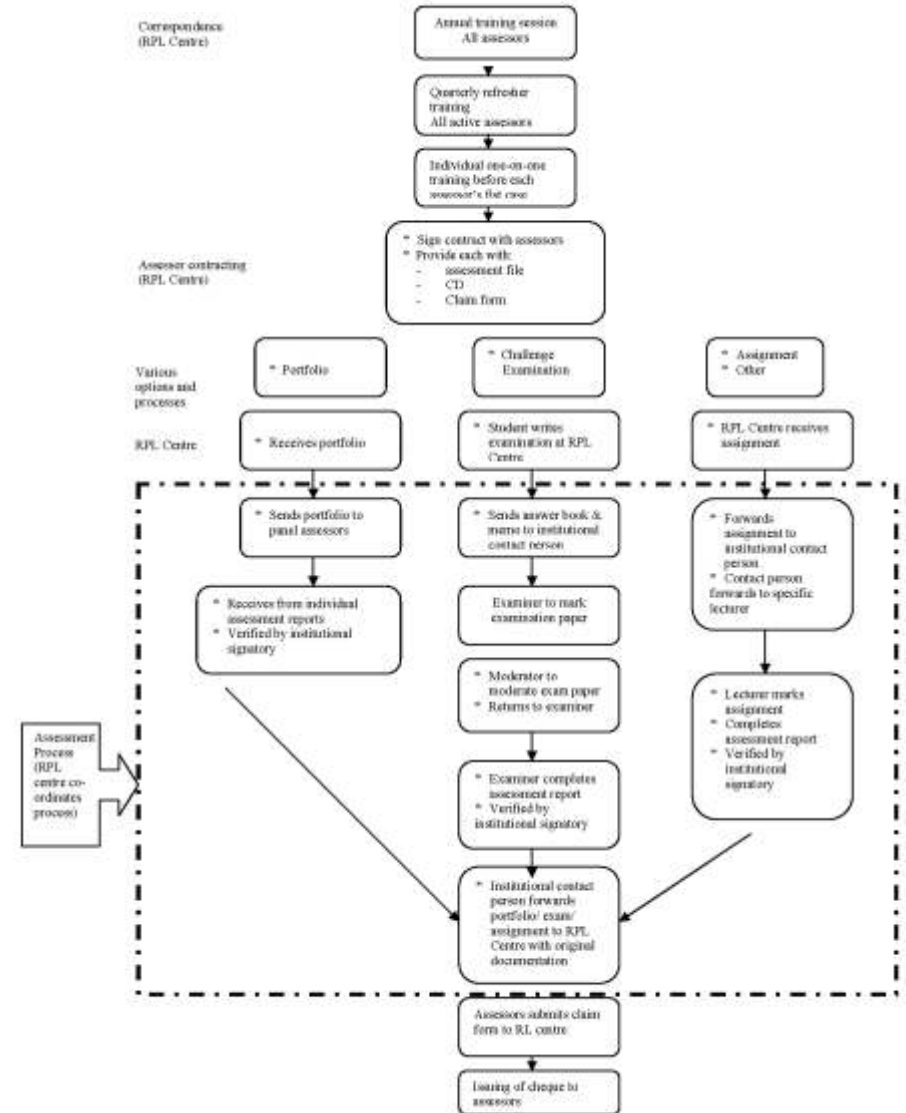 Correspondence
(RPL Centre)
Annual training session
All assessors
Quarterly refresher
training
All active assessors
Individual one-on-one
training before each
assessor's
Assessor contracting
(RPL Centre)
* Sign contract with assessors
* Provide each with:
- assessment file
- CD
- Claim form
Various
options and
processes
* Portfolio
* Challenge
Examination
* Assignment
* Other
RPL Centre
* Receives portfolio
* Student writes
examination at RPL
Centre
* RPL Centre receives
assignment
* Sends portfolio to
panel assessors
* Sends answer book &
memo to institutional
contact person
* Forwards
assignment to
institutional contact
person
* Contact person
forwards to specific
lecturer
* Receives from individual
assessment reports
* Verified by institutional
signatory
Examiner to mark
examination paper
* Moderator to
moderate exam paper
* Returns to examiner
* Lecturer marks
assignment
* Completes
assessment report
* Verified by
institutional
signatory
Assessment
Process
(RPL
centre co-
ordinates
process)
* Examiner completes
assessment report
* Verified by
institutional signatory
* Institutional contact
person forwards
portfolio/ exam/
assignment to RPL
Centre with original
documentation
Assessors submits claim
form to RL centre
Issuing of cheque to
assessors